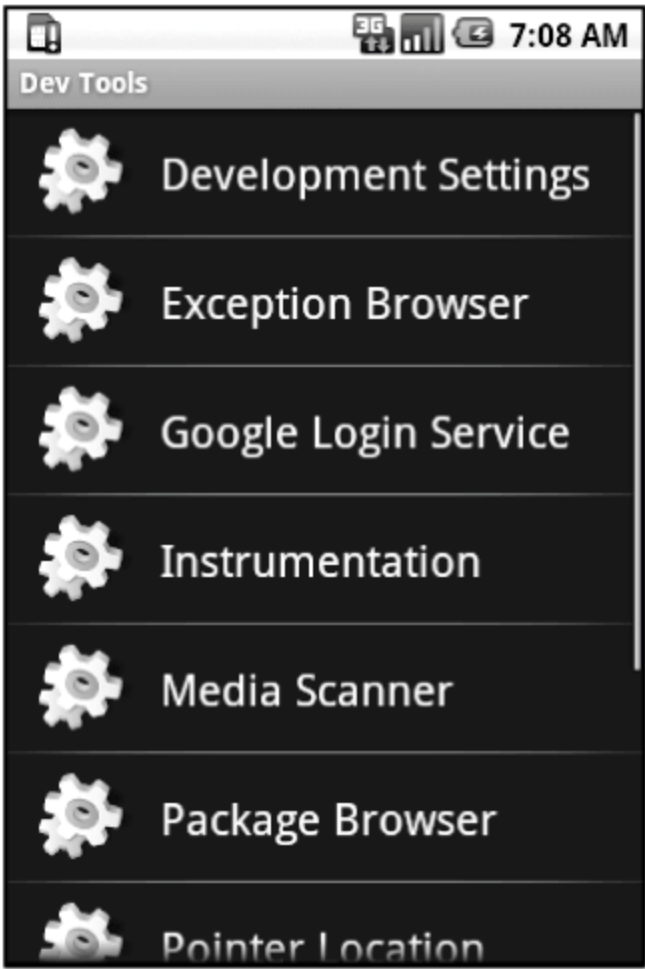 3G 7:08 AM
Dev Tools
Development Settings
Exception Browser
Google Login Service
Instrumentation
Media Scanner
Package Browser
Pointer Location